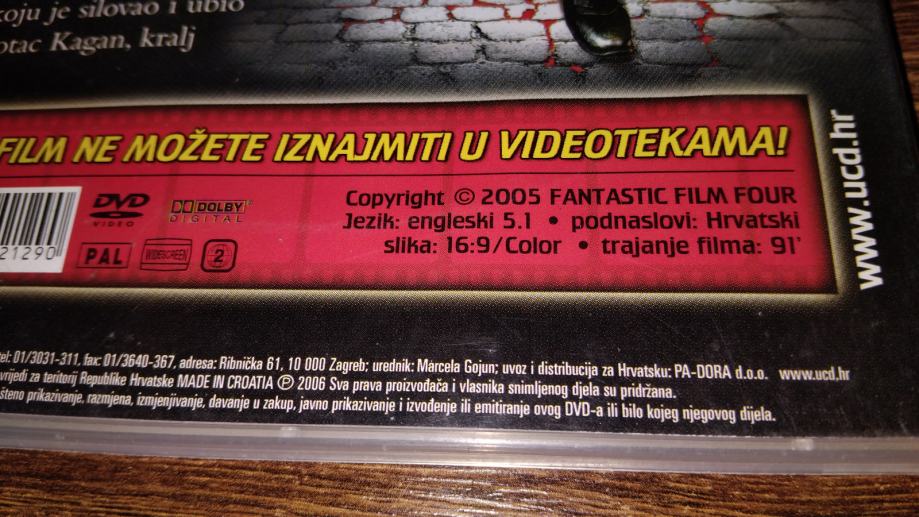 koju je silovao i ubio
otac Kagan, kralj
FILM NE MOŽETE IZNAJMITI U VIDEOTEKAMA!
www.ucd.hr
21290
DVD
VIDEO
DOLBY
DIGITAL
PAL
WIDESCREEN
2
Copyright © 2005 FANTASTIC FILM FOUR
Jezik: engleski 5.1 • podnaslovi: Hrvatski
slika: 16:9/Color • trajanje filma: 91'
tel: 01/3031-311, fax: 01/3640-367, adresa: Ribnička 61, 10 000 Zagreb; urednik: Marcela Gojun; uvoz i distribucija za Hrvatsku: PA-DORA d.o.o. www.ucd.hr
vrijedi za teritorij Republike Hrvatske MADE IN CROATIA ℗ 2006 Sva prava proizvođača i vlasnika snimljenog djela su pridržana.
prikazivanje, razmjena, izmjenjivanje, davanje u zakup, javno prikazivanje i izvođenje ili emitiranje ovog DVD-a ili bilo kojeg njegovog dijela.